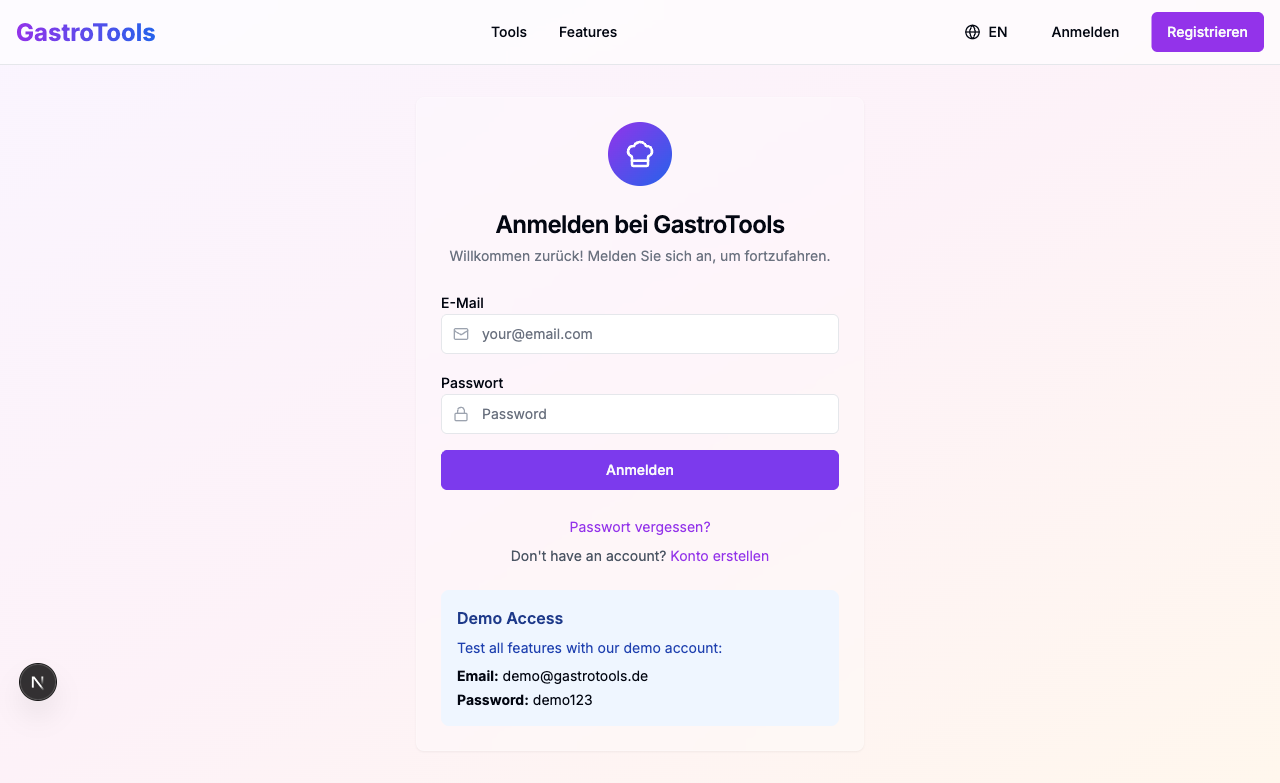 GastroTools
Tools
Features
EN
Anmelden
Registrieren
Anmelden bei GastroTools
Willkommen zurück! Melden Sie sich an, um fortzufahren.
E-Mail
your@email.com
Passwort
Password
Anmelden
Passwort vergessen?
Don't have an account? Konto erstellen
Demo Access
Test all features with our demo account:
Email: demo@gastrotools.de
Password: demo123
N